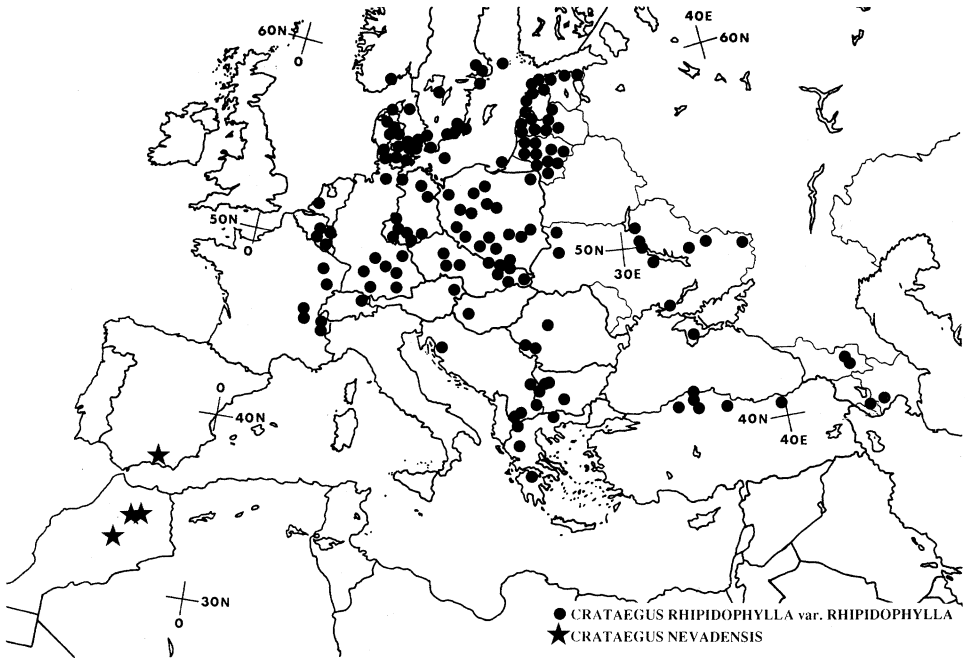 60N
0
40E
60N
50N
0
50N
30E
0
40N
40N
40E
30N
0
CRATAEGUS RHIPIDOPHYLLA var. RHIPIDOPHYLLA
CRATAEGUS NEVADENSIS